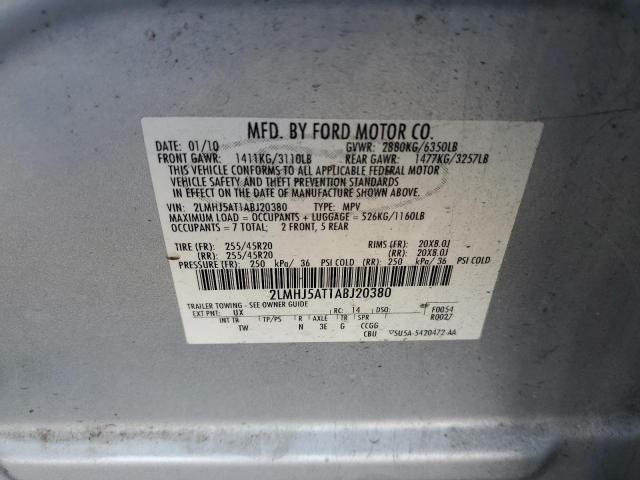 MFD. BY FORD MOTOR CO.
DATE: 01/10 GVWR: 2880KG/6350LB
FRONT GAWR: 1411KG/3110LB REAR GAWR: 1477KG/3257LB
THIS VEHICLE CONFORMS TO ALL APPLICABLE FEDERAL MOTOR
VEHICLE SAFETY AND THEFT PREVENTION STANDARDS
IN EFFECT ON THE DATE OF MANUFACTURE SHOWN ABOVE.
VIN: 2LMHJ5AT1ABJ20380 TYPE: MPV
MAXIMUM LOAD = OCCUPANTS + LUGGAGE = 526KG/1160LB
OCCUPANTS = 7 TOTAL; 2 FRONT, 5 REAR
TIRE (FR): 255/45R20 RIMS (FR): 20X8.0J
(RR): 255/45R20 (RR): 20X8.0J
PRESSURE (FR): 250 kPa/ 36 PSI COLD (RR): 250 kPa/ 36 PSI COLD
2LMHJ5AT1ABJ20380
TRAILER TOWING - SEE OWNER GUIDE
EXT PNT: UX RC: 14 DSO: F0054
R0027
INT TR TP/PS R AXLE TR SPR
TW N 3E G CCGG
CBU 5U5A-5420472-AA